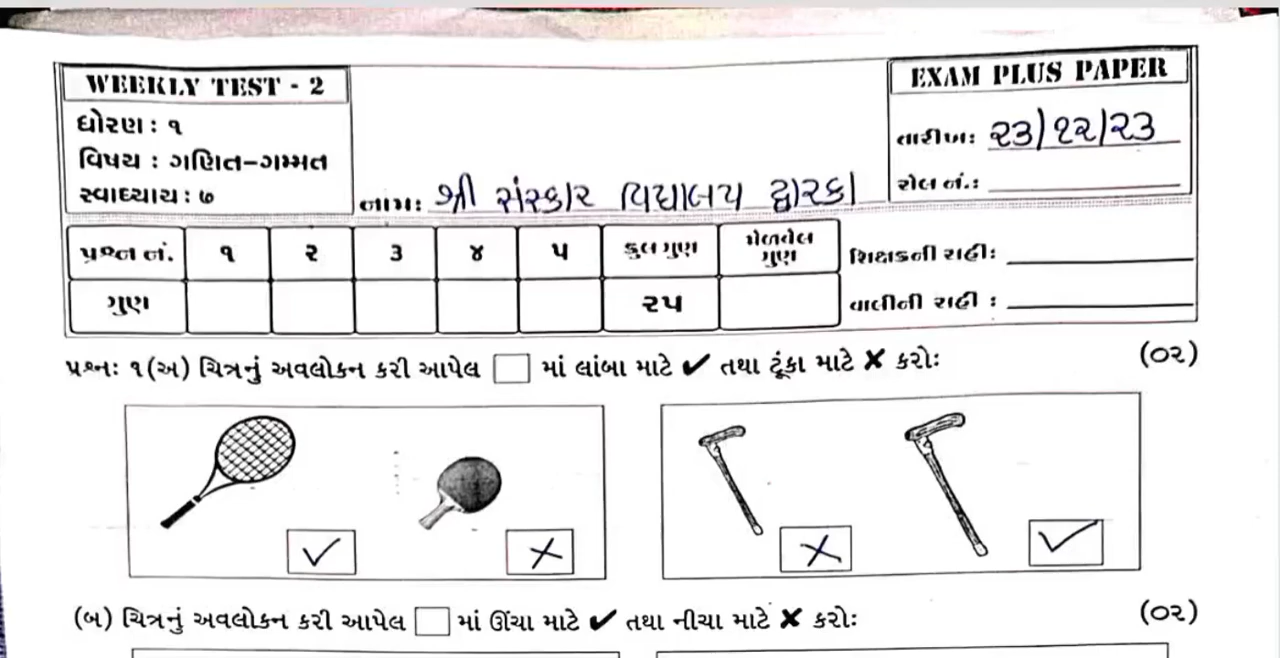 WEEKLY TEST - 2
ધોરણ : ૧
વિષય : ગણિત-ગમ્મત
સ્વાધ્યાય : ૭
નામ: શ્રી સંસ્કાર વિદ્યાલય દ્વારકા
EXAM PLUS PAPER
તારીખ: ૨૩/૧૨/૨૩
રોલ નં.:
પ્રશ્ન નં. ૧ ૨ ૩ ૪ ૫ કુલ ગુણ મેળવેલ ગુણ
ગુણ ૨૫
શિક્ષકની સહી:
વાલીની સહી :
પ્રશ્ન: ૧(અ) ચિત્રનું અવલોકન કરી આપેલ □ માં લાંબા માટે ✔ તથા ટૂંકા માટે ✘ કરો: (૦૨)
✓ ✗ ✗ ✓
(બ) ચિત્રનું અવલોકન કરી આપેલ □ માં ઊંચા માટે ✔ તથા નીચા માટે ✘ કરો: (૦૨)